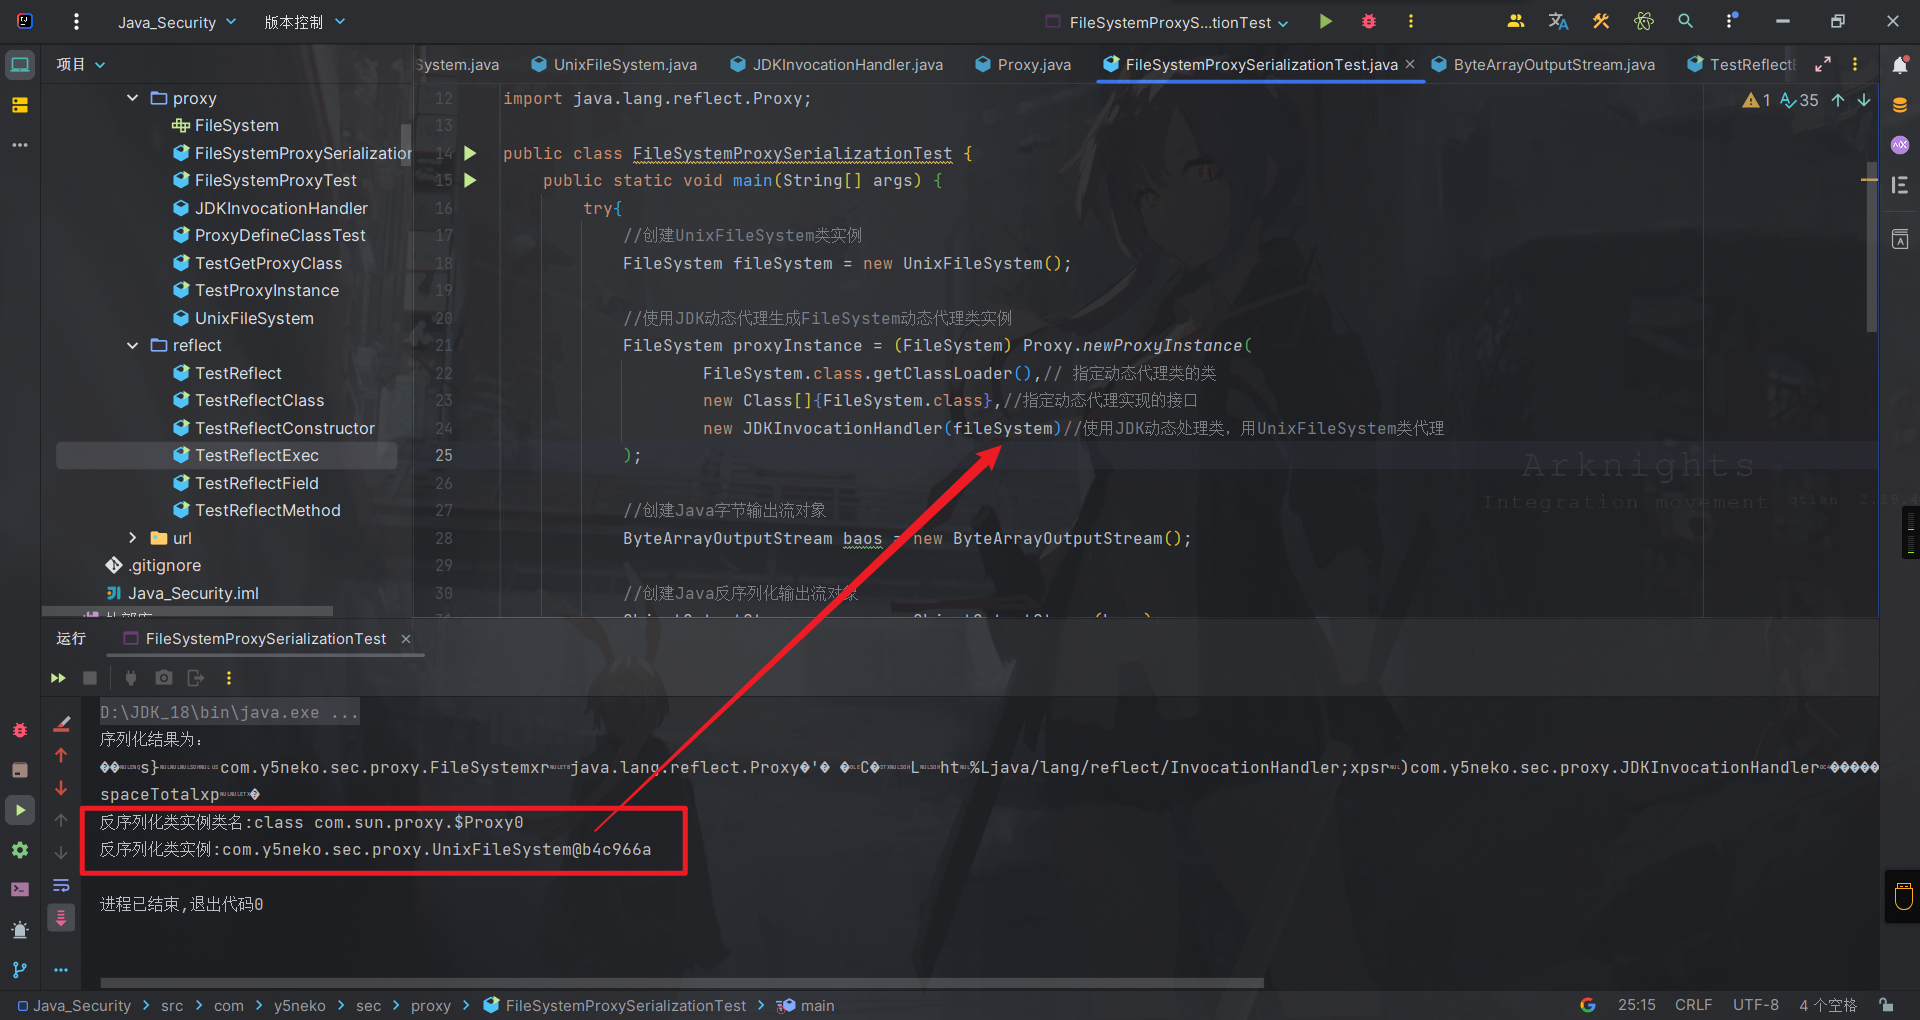 Java_Security 版本控制 FileSystemProxyS...tionTest
项目
System.java UnixFileSystem.java JDKInvocationHandler.java Proxy.java FileSystemProxySerializationTest.java ByteArrayOutputStream.java TestReflectE
proxy
FileSystem
FileSystemProxySerialization
FileSystemProxyTest
JDKInvocationHandler
ProxyDefineClassTest
TestGetProxyClass
TestProxyInstance
UnixFileSystem
reflect
TestReflect
TestReflectClass
TestReflectConstructor
TestReflectExec
TestReflectField
TestReflectMethod
url
.gitignore
Java_Security.iml
外部库
1 35
12 import java.lang.reflect.Proxy;
13
14 public class FileSystemProxySerializationTest {
15 public static void main(String[] args) {
16 try{
17 //创建UnixFileSystem类实例
18 FileSystem fileSystem = new UnixFileSystem();
19
20 //使用JDK动态代理生成FileSystem动态代理类实例
21 FileSystem proxyInstance = (FileSystem) Proxy.newProxyInstance(
22 FileSystem.class.getClassLoader(),// 指定动态代理类的类
23 new Class[]{FileSystem.class},//指定动态代理实现的接口
24 new JDKInvocationHandler(fileSystem)//使用JDK动态处理类，用UnixFileSystem类代理
25 );
26
27 //创建Java字节输出流对象
28 ByteArrayOutputStream baos = new ByteArrayOutputStream();
29
30 //创建Java反序列化输出流对象
Arknights
Integration movement
运行 FileSystemProxySerializationTest
D:\JDK_18\bin\java.exe ...
序列化结果为：
s}com.y5neko.sec.proxy.FileSystemxrjava.lang.reflect.Proxy�'� �C�LhtL%Ljava/lang/reflect/InvocationHandler;xpsr)com.y5neko.sec.proxy.JDKInvocationHandler
spaceTotalxp�
反序列化类实例类名:class com.sun.proxy.$Proxy0
反序列化类实例:com.y5neko.sec.proxy.UnixFileSystem@b4c966a
进程已结束,退出代码0
Java_Security src com y5neko sec proxy FileSystemProxySerializationTest main
25:15 CRLF UTF-8 4 个空格